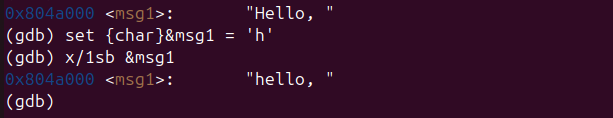 0x804a000 <msg1>:       "Hello, "
(gdb) set {char}&msg1 = 'h'
(gdb) x/1sb &msg1
0x804a000 <msg1>:       "hello, "
(gdb)